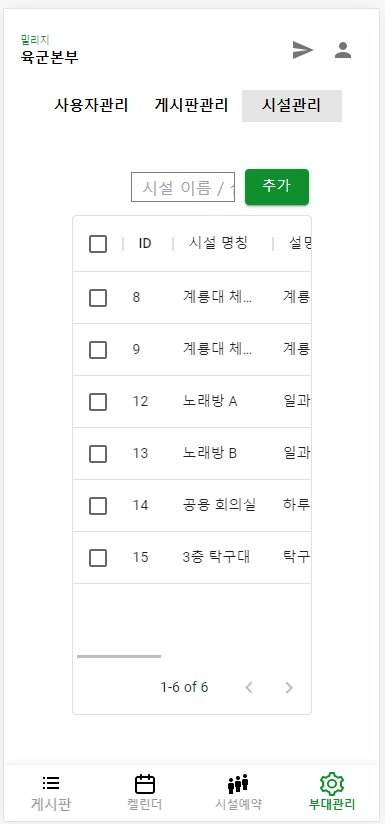 밀리지
육군본부
사용자관리 게시판관리 시설관리
시설 이름 / 추가
ID 시설 명칭 설명
8 계룡대 체... 계룡
9 계룡대 체... 계룡
12 노래방 A 일과
13 노래방 B 일과
14 공용 회의실 하루
15 3층 탁구대 탁구
1-6 of 6
게시판 켈린더 시설예약 부대관리